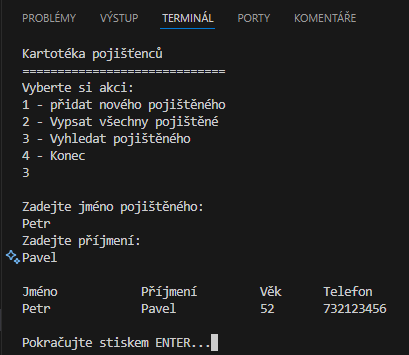 PROBLÉMY VÝSTUP TERMINÁL PORTY KOMENTÁŘE
Kartotéka pojišťenců
=============================
Vyberte si akci:
1 - přidat nového pojištěného
2 - Vypsat všechny pojištěné
3 - Vyhledat pojištěného
4 - Konec
3
Zadejte jméno pojištěného:
Petr
Zadejte příjmení:
Pavel
Jméno Příjmení Věk Telefon
Petr Pavel 52 732123456
Pokračujte stiskem ENTER...